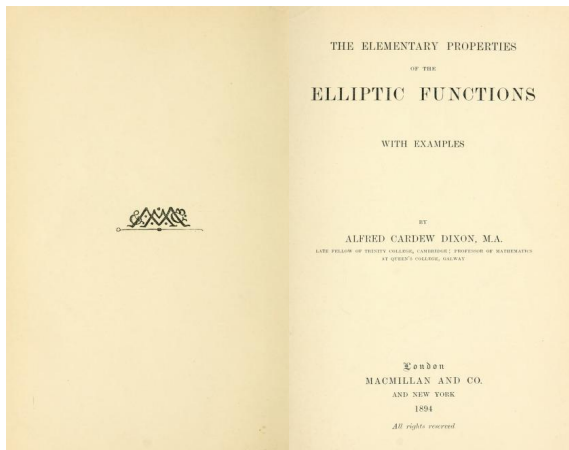 THE ELEMENTARY PROPERTIES
OF THE
ELLIPTIC FUNCTIONS
WITH EXAMPLES
BY
ALFRED CARDEW DIXON, M.A.
LATE FELLOW OF TRINITY COLLEGE, CAMBRIDGE; PROFESSOR OF MATHEMATICS
AT QUEEN'S COLLEGE, GALWAY
London
MACMILLAN AND CO.
AND NEW YORK
1894
All rights reserved